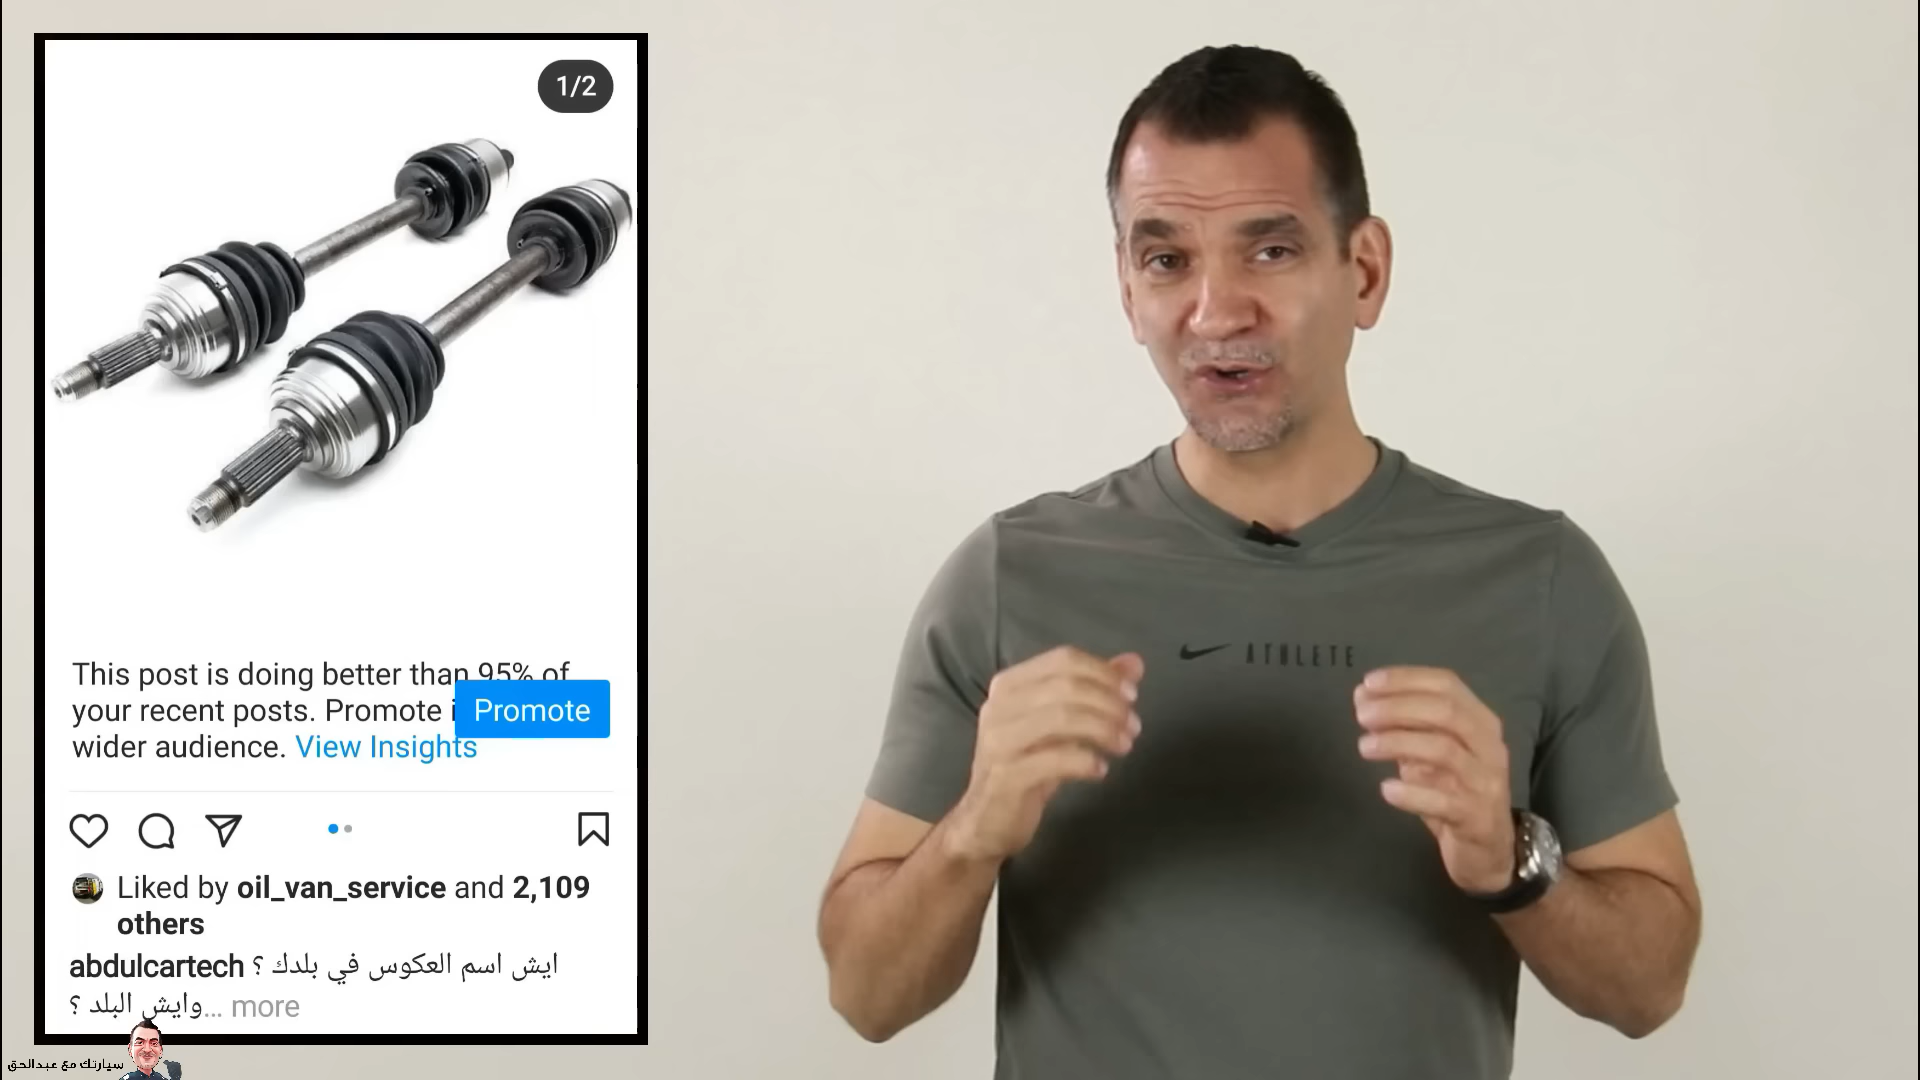 1/2
This post is doing better than 95% of
your recent posts. Promote i
Promote
wider audience. View Insights
Liked by oil_van_service and 2,109
others
abdulcartech ايش اسم العكوس في بلدك ؟
وايش البلد ؟... more
ATHLETE
سيارتك مع عبدالحق